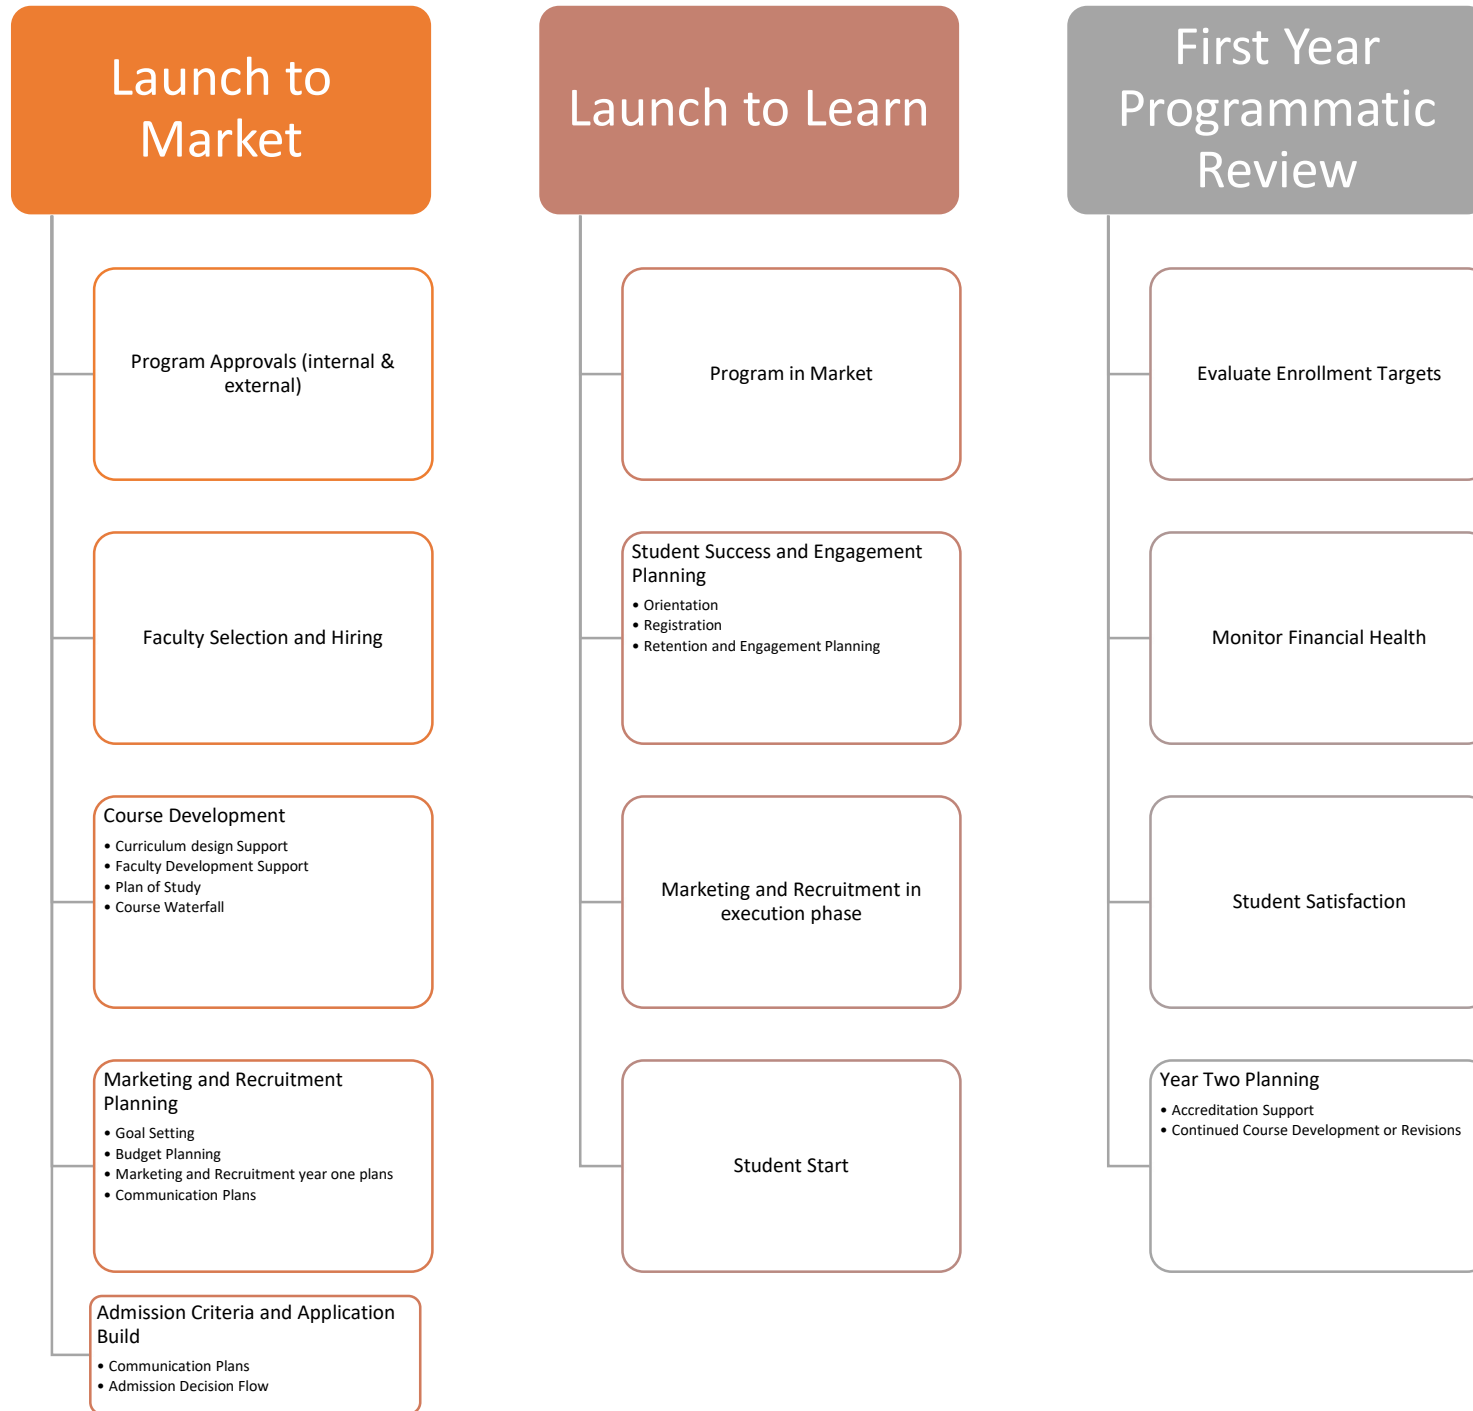 Launch to
Market
Program Approvals (internal &
external)
Faculty Selection and Hiring
Course Development
• Curriculum design Support
• Faculty Development Support
• Plan of Study
• Course Waterfall
Marketing and Recruitment
Planning
• Goal Setting
• Budget Planning
• Marketing and Recruitment year one plans
• Communication Plans
Admission Criteria and Application
Build
• Communication Plans
• Admission Decision Flow
Launch to Learn
Program in Market
Student Success and Engagement
Planning
• Orientation
• Registration
• Retention and Engagement Planning
Marketing and Recruitment in
execution phase
Student Start
First Year
Programmatic
Review
Evaluate Enrollment Targets
Monitor Financial Health
Student Satisfaction
Year Two Planning
• Accreditation Support
• Continued Course Development or Revisions